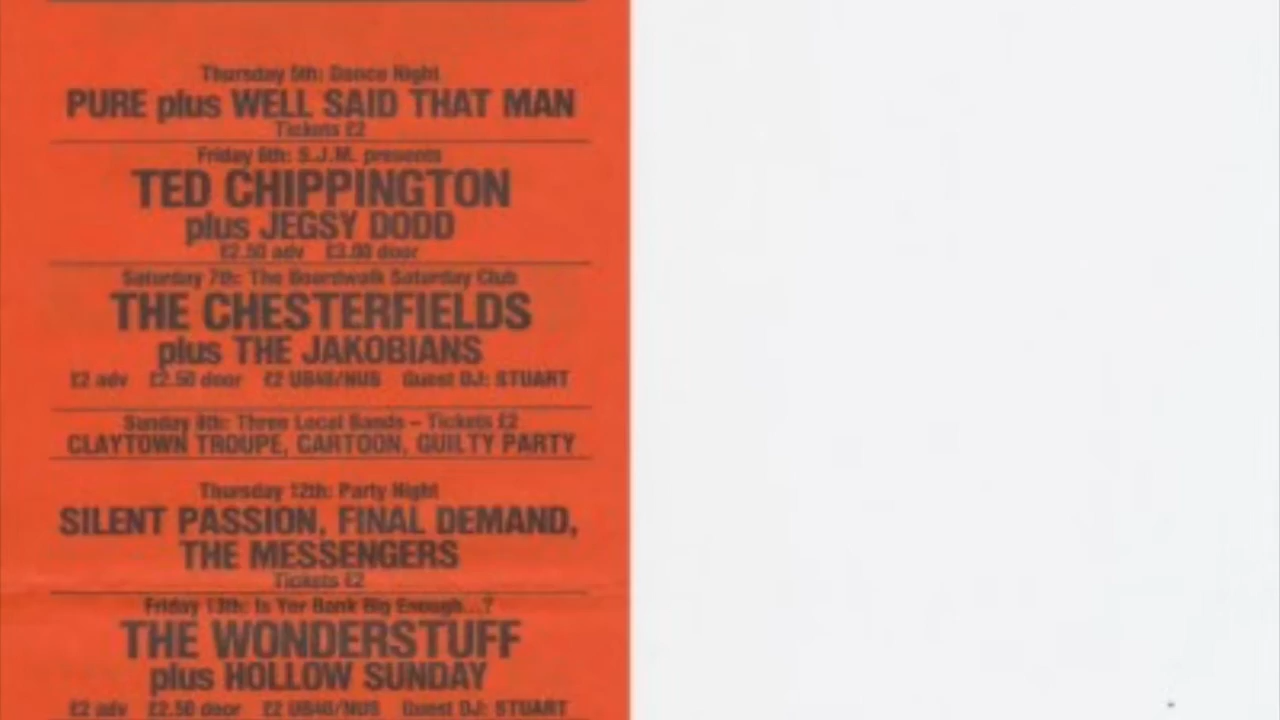 Thursday 5th: Dance Night
PURE plus WELL SAID THAT MAN
Tickets £2
Friday 6th: S.J.M. presents
TED CHIPPINGTON
plus JEGSY DODD
£2.50 adv £3.00 door
Saturday 7th: The Boardwalk Saturday Club
THE CHESTERFIELDS
plus THE JAKOBIANS
£2 adv £2.50 door £2 UB40/NUS Guest DJ: STUART
Sunday 8th: Three Local Bands – Tickets £2
CLAYTOWN TROUPE, CARTOON, GUILTY PARTY
Thursday 12th: Party Night
SILENT PASSION, FINAL DEMAND,
THE MESSENGERS
Tickets £2
Friday 13th: Is Yer Bonk Big Enough...?
THE WONDERSTUFF
plus HOLLOW SUNDAY
£2 adv £2.50 door £2 UB40/NUS Guest DJ: STUART